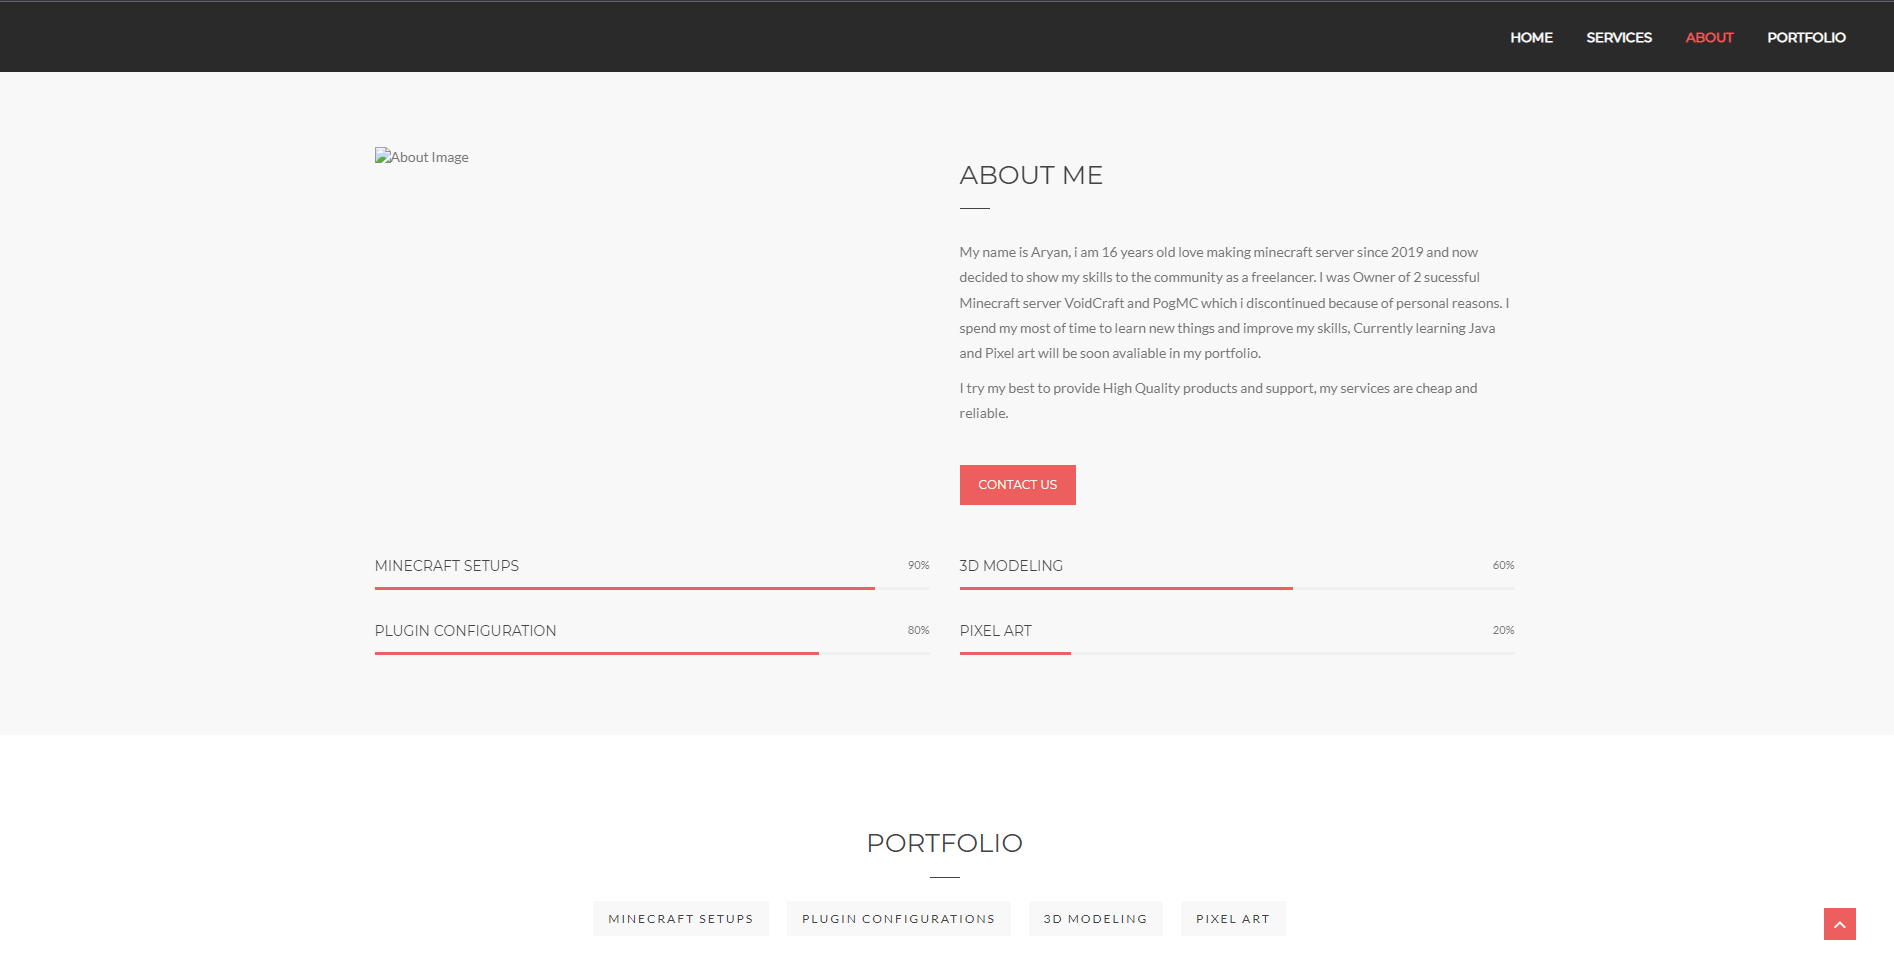 HOME SERVICES ABOUT PORTFOLIO
About Image
ABOUT ME
My name is Aryan, i am 16 years old love making minecraft server since 2019 and now
decided to show my skills to the community as a freelancer. I was Owner of 2 sucessful
Minecraft server VoidCraft and PogMC which i discontinued because of personal reasons. I
spend my most of time to learn new things and improve my skills, Currently learning Java
and Pixel art will be soon avaliable in my portfolio.
I try my best to provide High Quality products and support, my services are cheap and
reliable.
CONTACT US
MINECRAFT SETUPS 90%
3D MODELING 60%
PLUGIN CONFIGURATION 80%
PIXEL ART 20%
PORTFOLIO
MINECRAFT SETUPS PLUGIN CONFIGURATIONS 3D MODELING PIXEL ART